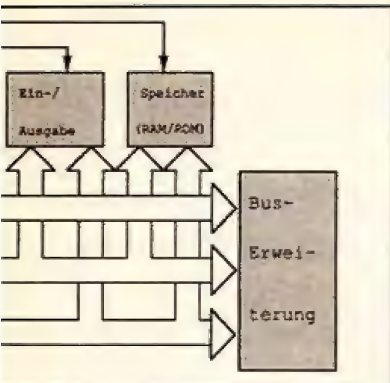 Ein-/
Ausgabe
Speicher
(RAM/ROM)
Bus-
Erwei-
terung